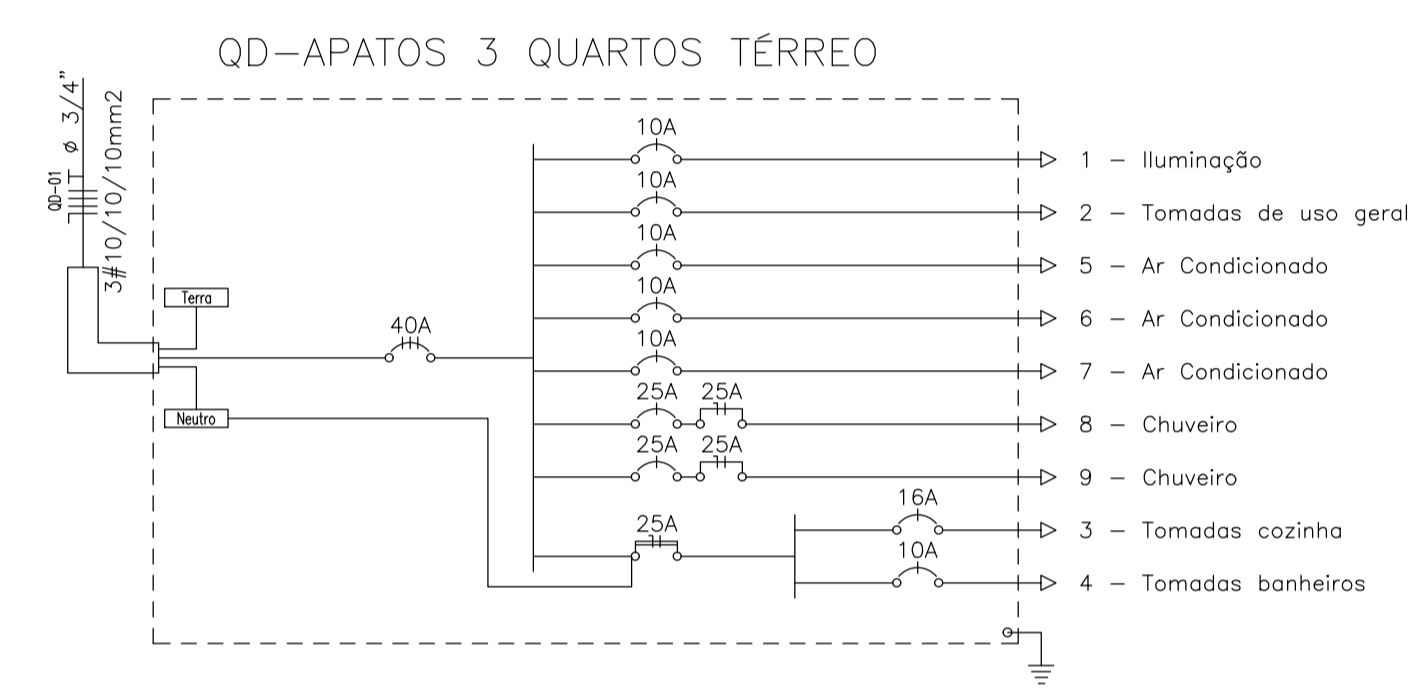 QD-APATOS 3 QUARTOS TÉRREO
ø 3/4"
QD-01
3#10/10/10mm2
Terra
40A
Neutro
10A
1 - Iluminação
10A
2 - Tomadas de uso geral
10A
5 - Ar Condicionado
10A
6 - Ar Condicionado
10A
7 - Ar Condicionado
25A 25A
8 - Chuveiro
25A 25A
9 - Chuveiro
25A
16A
3 - Tomadas cozinha
10A
4 - Tomadas banheiros